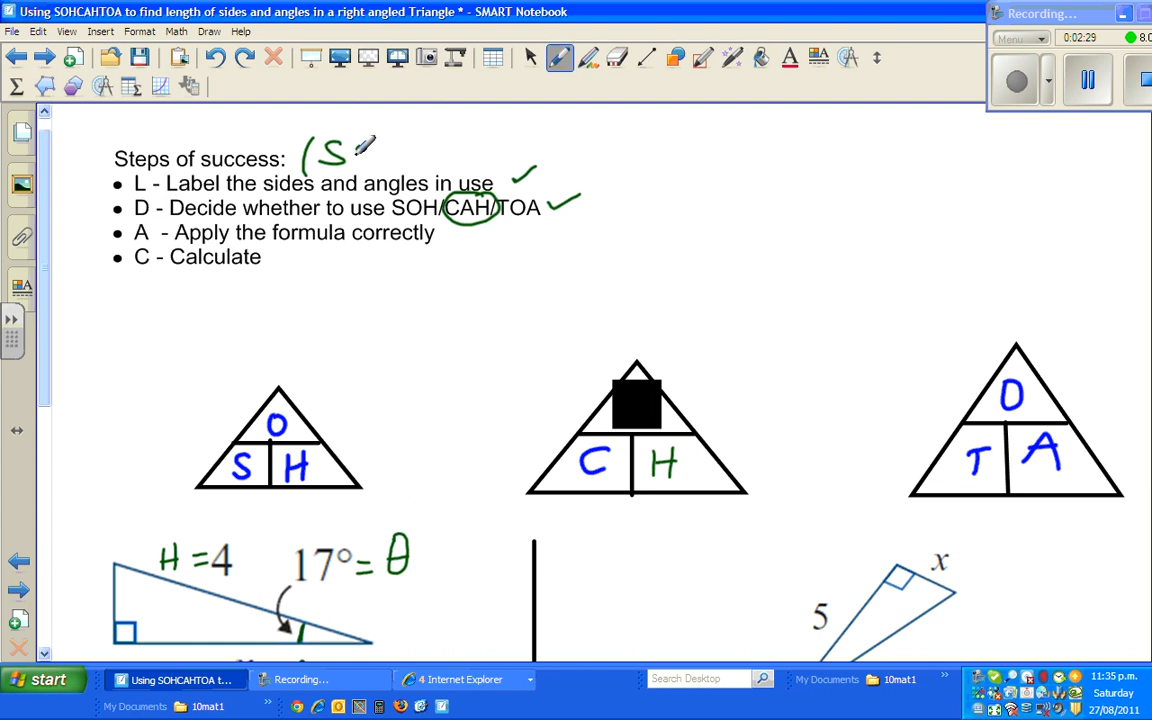 Using SOHCAHTOA to find length of sides and angles in a right angled Triangle * - SMART Notebook
Recording...
File Edit View Insert Format Math Draw Help
Menu
0:02:29
8.0
Steps of success: (S
• L - Label the sides and angles in use ✓
• D - Decide whether to use SOH/CAH/TOA ✓
• A - Apply the formula correctly
• C - Calculate
O
S H
C H
O
T A
H = 4
17° = θ
x
5
start
Using SOHCAHTOA t...
Recording...
4 Internet Explorer
Search Desktop
My Documents
10mat1
11:35 p.m.
Saturday
27/08/2011
My Documents
10mat1